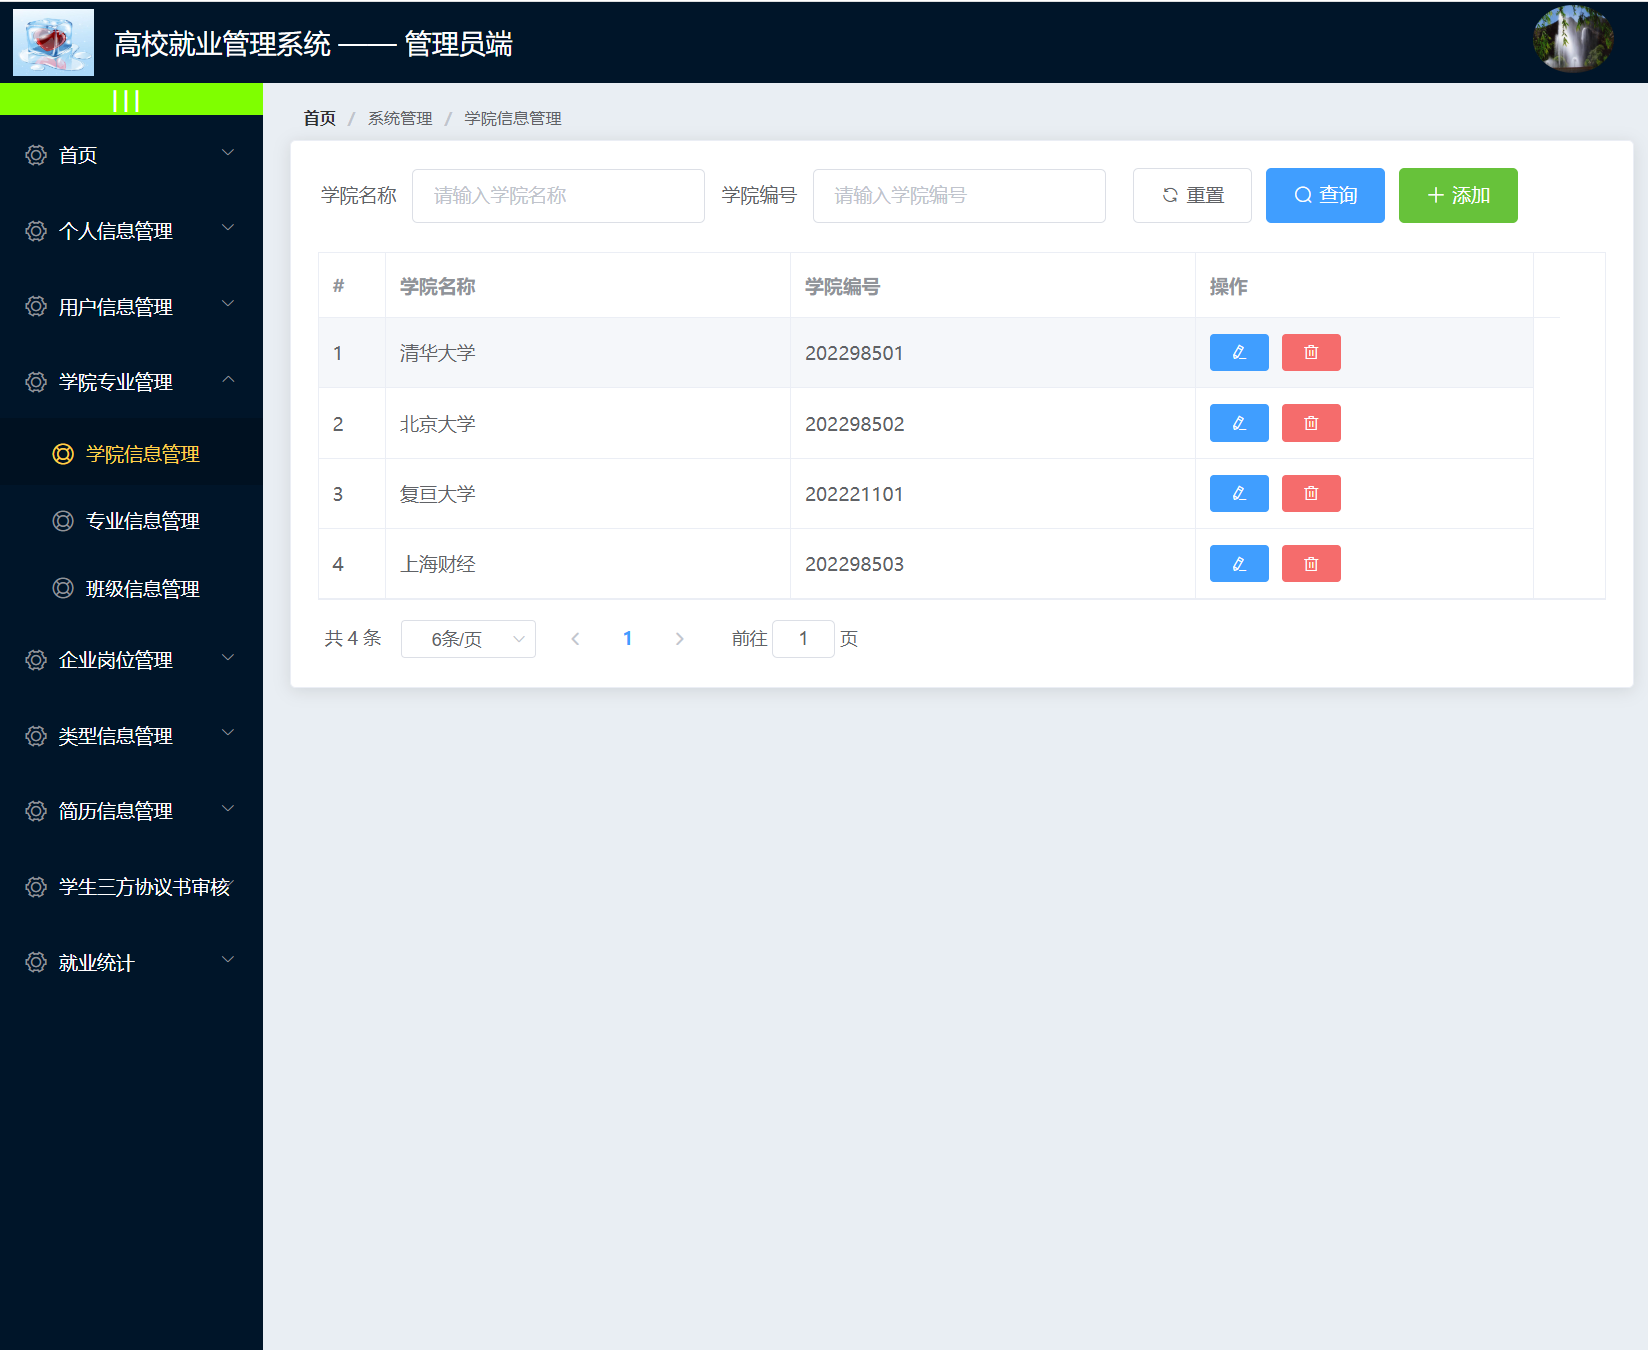 高校就业管理系统 —— 管理员端
|||
首页
个人信息管理
用户信息管理
学院专业管理
学院信息管理
专业信息管理
班级信息管理
企业岗位管理
类型信息管理
简历信息管理
学生三方协议书审核
就业统计
首页 / 系统管理 / 学院信息管理
学院名称 请输入学院名称 学院编号 请输入学院编号 重置 查询 添加
# 学院名称 学院编号 操作
1 清华大学 202298501
2 北京大学 202298502
3 复亘大学 202221101
4 上海财经 202298503
共 4 条 6条/页 1 前往 1 页